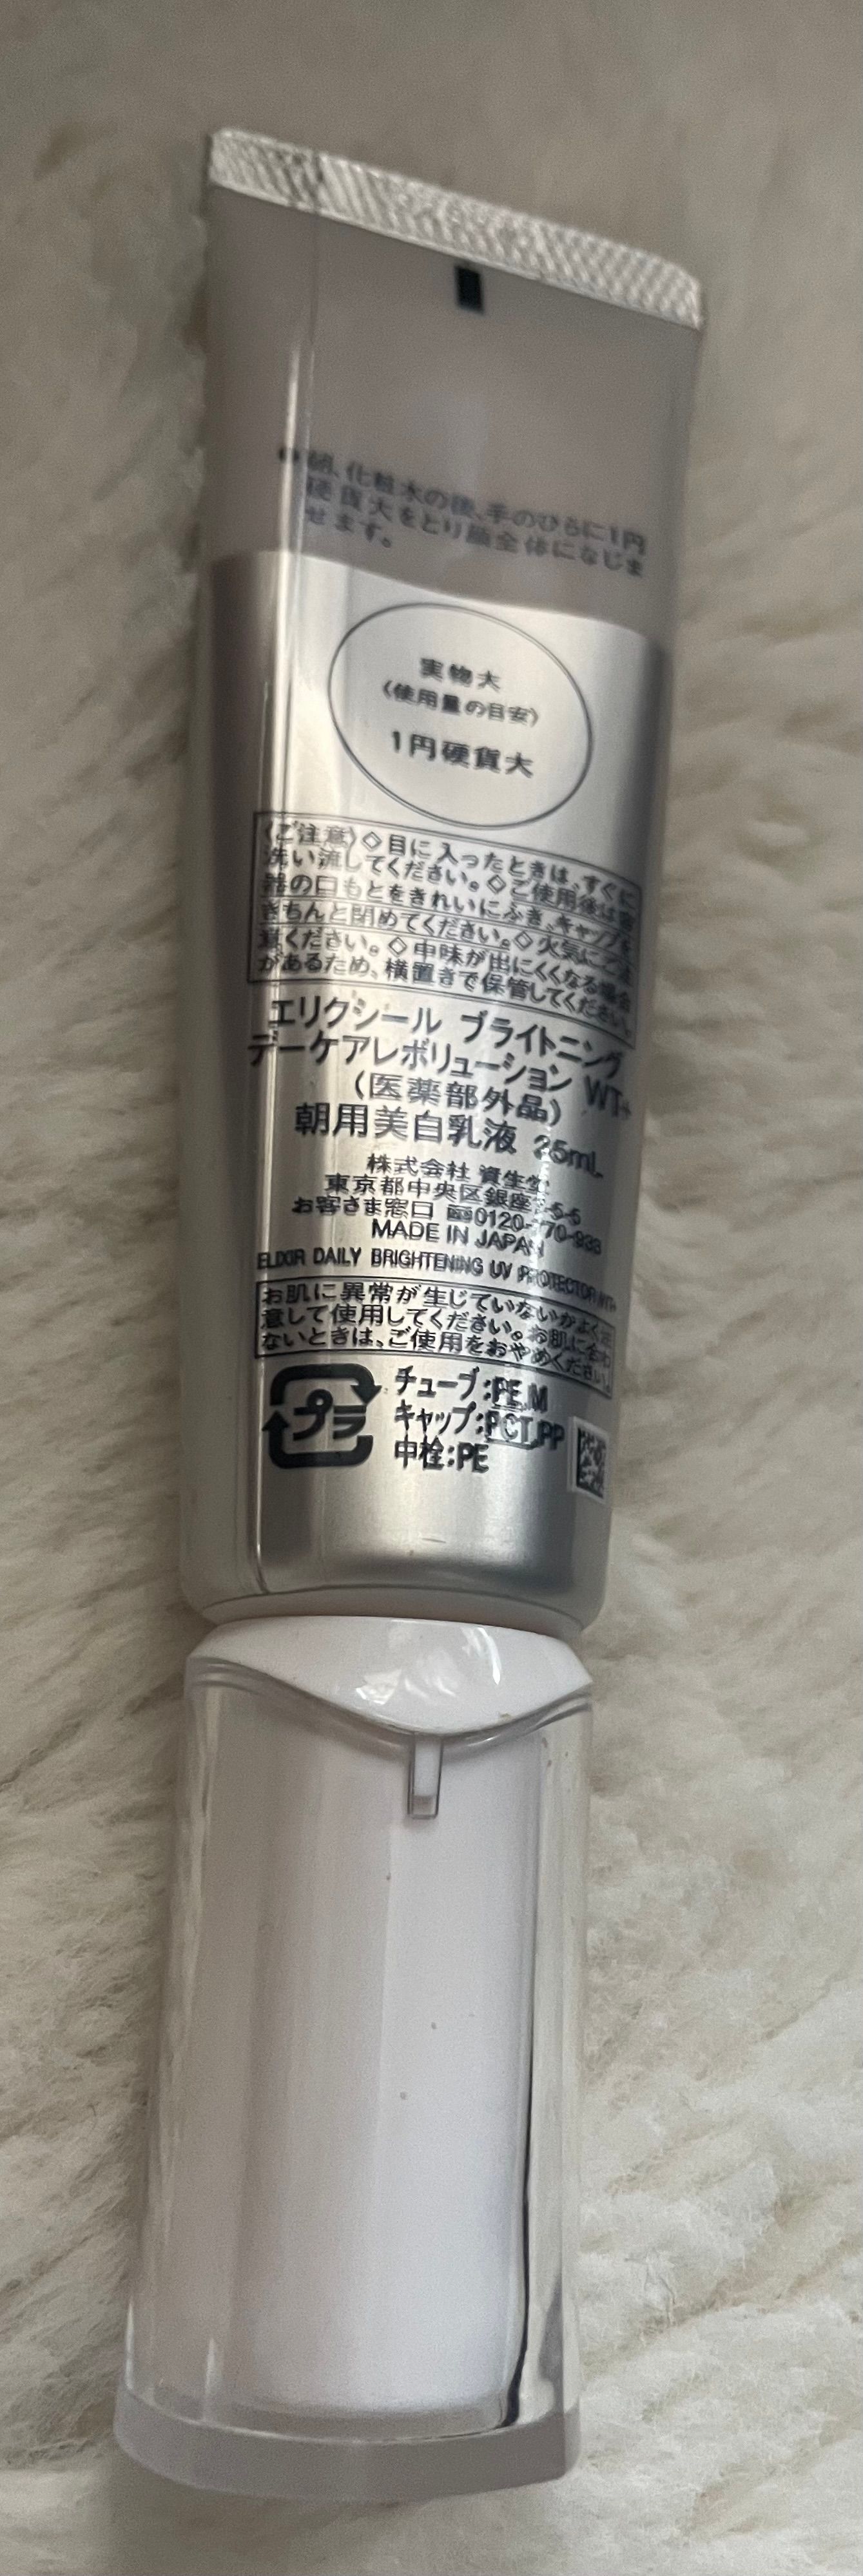 ●朝、化粧水の後、手のひらに1円
硬貨大をとり顔全体になじま
せます。
実物大
(使用量の目安)
1円硬貨大
〈ご注意〉◇目に入ったときは、すぐに
洗い流してください。◇ご使用後は容
器の口もとをきれいにふき、キャップを
きちんと閉めてください。◇火気にご注
意ください。◇中味が出にくくなる場合
があるため、横置きで保管してください。
エリクシール ブライトニング
デーケアレボリューション WT+
(医薬部外品)
朝用美白乳液 35mL
株式会社 資生堂
東京都中央区銀座7-5-5
お客さま窓口 0120-770-933
MADE IN JAPAN
ELIXIR DAILY BRIGHTENING UV PROTECTOR WT+
お肌に異常が生じていないかよく注
意して使用してください。お肌に合わ
ないときは、ご使用をおやめください。
プラ
チューブ:PE,M
キャップ:PCT,PP
中栓:PE